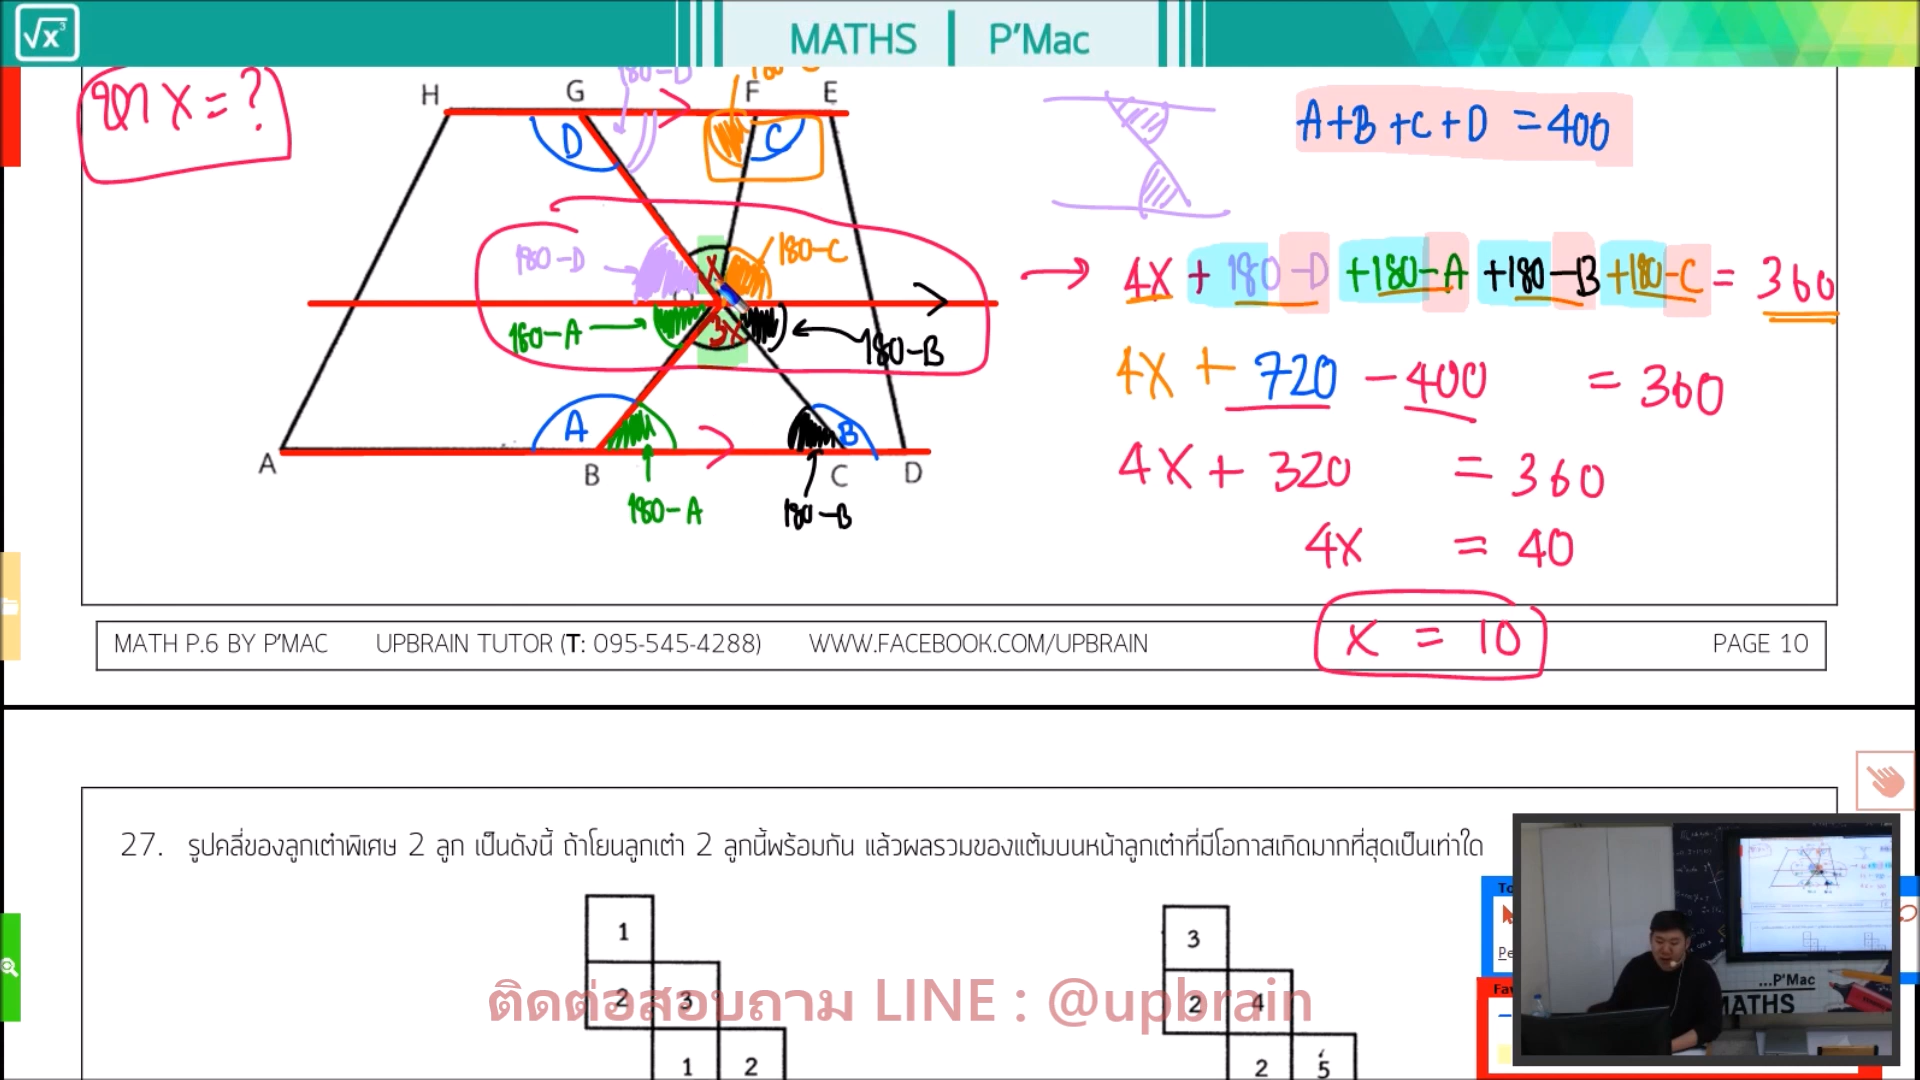 √x³
MATHS | P'Mac
หา X = ?
H G F E
180-D
D C
A+B+C+D = 400
180-D
180-C
X
O
3X
180-A
180-B
4X + 180-D +180-A +180-B +180-C = 360
4X + 720 - 400 = 360
A B
A B C D
180-A
180-B
4X + 320 = 360
4X = 40
X = 10
MATH P.6 BY P'MAC UPBRAIN TUTOR (T: 095-545-4288) WWW.FACEBOOK.COM/UPBRAIN PAGE 10
27. รูปคลี่ของลูกเต๋าพิเศษ 2 ลูก เป็นดังนี้ ถ้าโยนลูกเต๋า 2 ลูกนี้พร้อมกัน แล้วผลรวมของแต้มบนหน้าลูกเต๋าที่มีโอกาสเกิดมากที่สุดเป็นเท่าใด
1
2 3
1 2
3
2 4
2 5
ติดต่อสอบถาม LINE : @upbrain
To
Pe
Fav
...P'Mac
MATHS